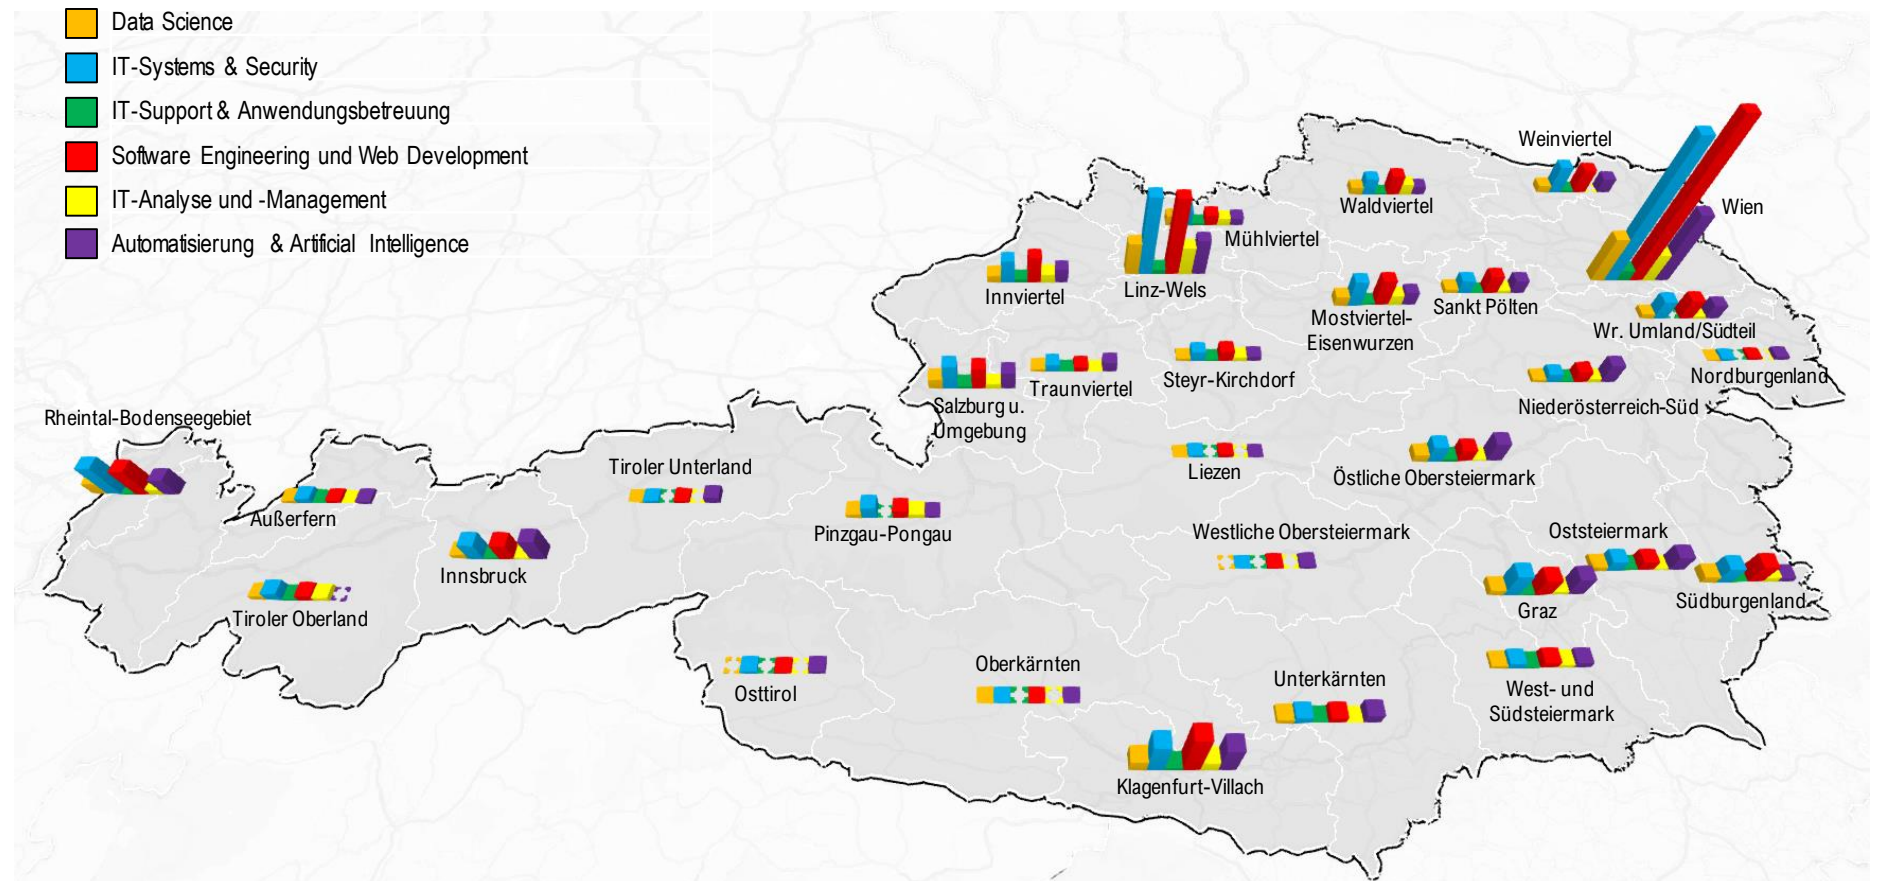 Data Science
IT-Systems & Security
IT-Support & Anwendungsbetreuung
Software Engineering und Web Development
IT-Analyse und -Management
Automatisierung & Artificial Intelligence
Weinviertel
Waldviertel
Wien
Mühlviertel
Innviertel
Linz-Wels
Sankt Pölten
Mostviertel-
Eisenwurzen
Wr. Umland/Südteil
Nordburgenland
Steyr-Kirchdorf
Traunviertel
Niederösterreich-Süd
Salzburg u.
Umgebung
Rheintal-Bodenseegebiet
Tiroler Unterland
Liezen
Östliche Obersteiermark
Außerfern
Pinzgau-Pongau
Westliche Obersteiermark
Oststeiermark
Innsbruck
Graz
Südburgenland
Tiroler Oberland
Oberkärnten
Unterkärnten
Osttirol
West- und
Südsteiermark
Klagenfurt-Villach